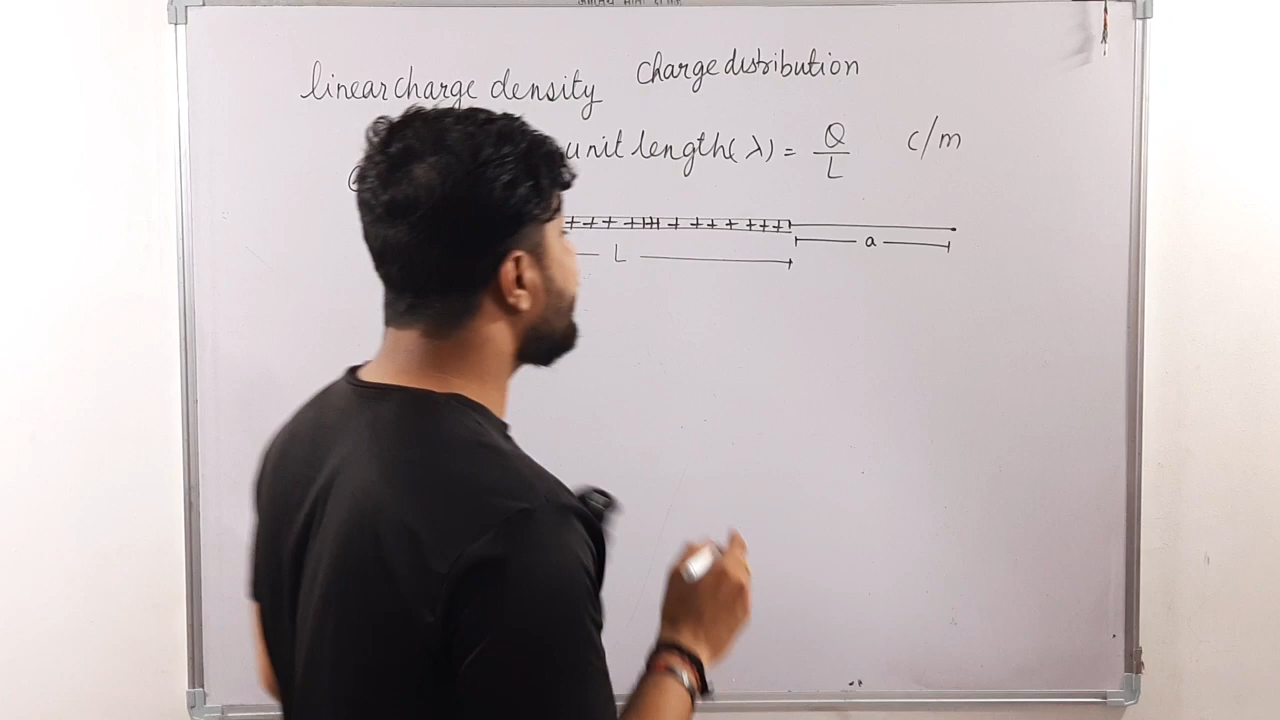 linear charge density charge distribution
unit length(λ) = Q/L C/m
+ + + + + + + + + + + + + +
L a